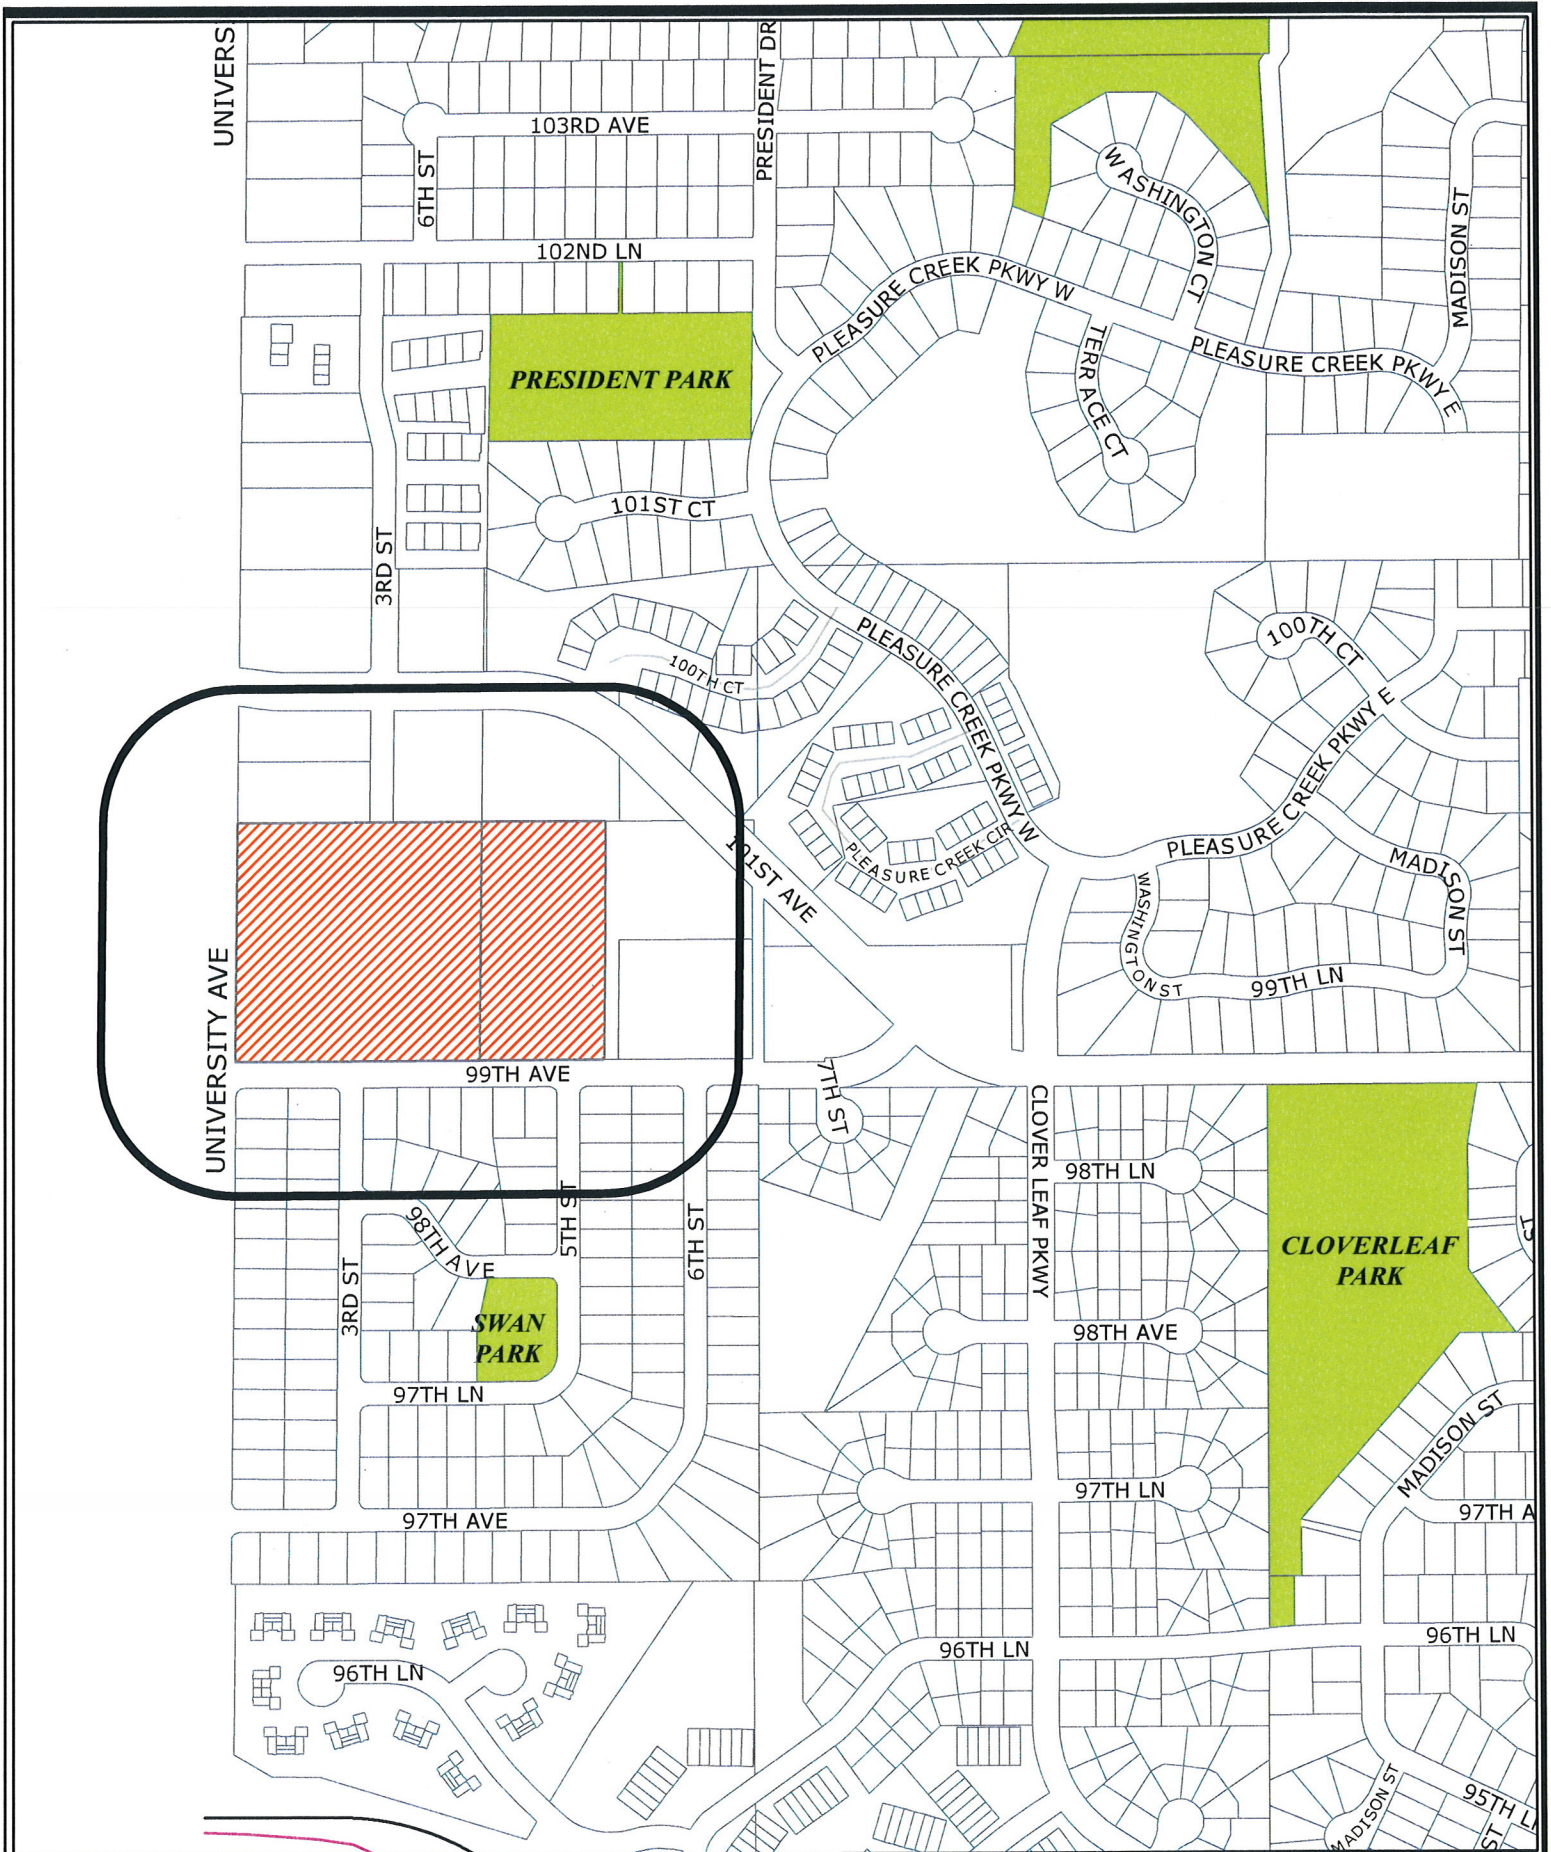 UNIVERS
PRESIDENT DR
103RD AVE
6TH ST
WASHINGTON CT
MADISON ST
102ND LN
PLEASURE CREEK PKWY W
PLEASURE CREEK PKWY E
TERRACE CT
PRESIDENT PARK
101ST CT
3RD ST
100TH CT
PLEASURE CREEK PKWY W
100TH CT
PLEASURE CREEK PKWY E
PLEASURE CREEK CIR
101ST AVE
MADISON ST
WASHINGTON ST
99TH LN
UNIVERSITY AVE
99TH AVE
7TH ST
CLOVER LEAF PKWY
98TH LN
5TH ST
6TH ST
98TH AVE
3RD ST
CLOVERLEAF
PARK
ST
SWAN
PARK
98TH AVE
97TH LN
MADISON ST
97TH LN
97TH A
97TH AVE
96TH LN
96TH LN
96TH LN
MADISON ST
95TH LN
ST